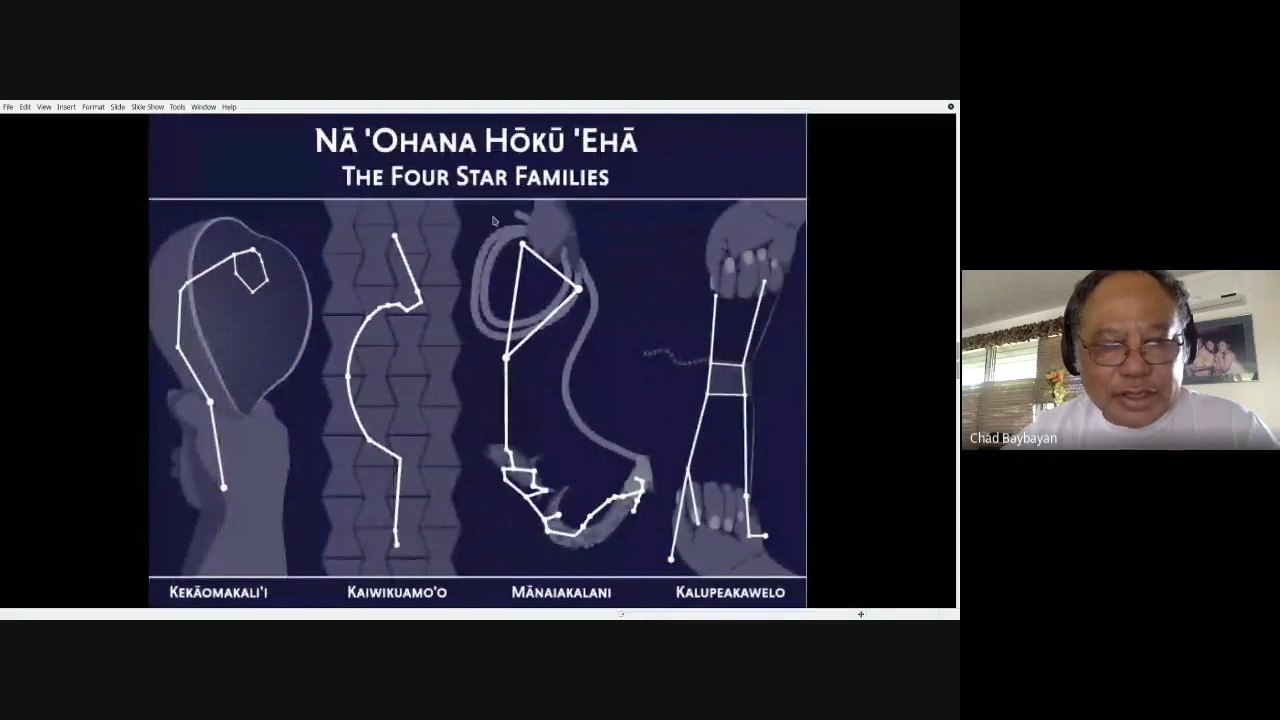 File Edit View Insert Format Slide Slide Show Tools Window Help
NĀ 'OHANA HŌKŪ 'EHĀ
THE FOUR STAR FAMILIES
KEKĀOMAKALI'I
KAIWIKUAMO'O
MĀNAIAKALANI
KALUPEAKAWELO
Chad Baybayan